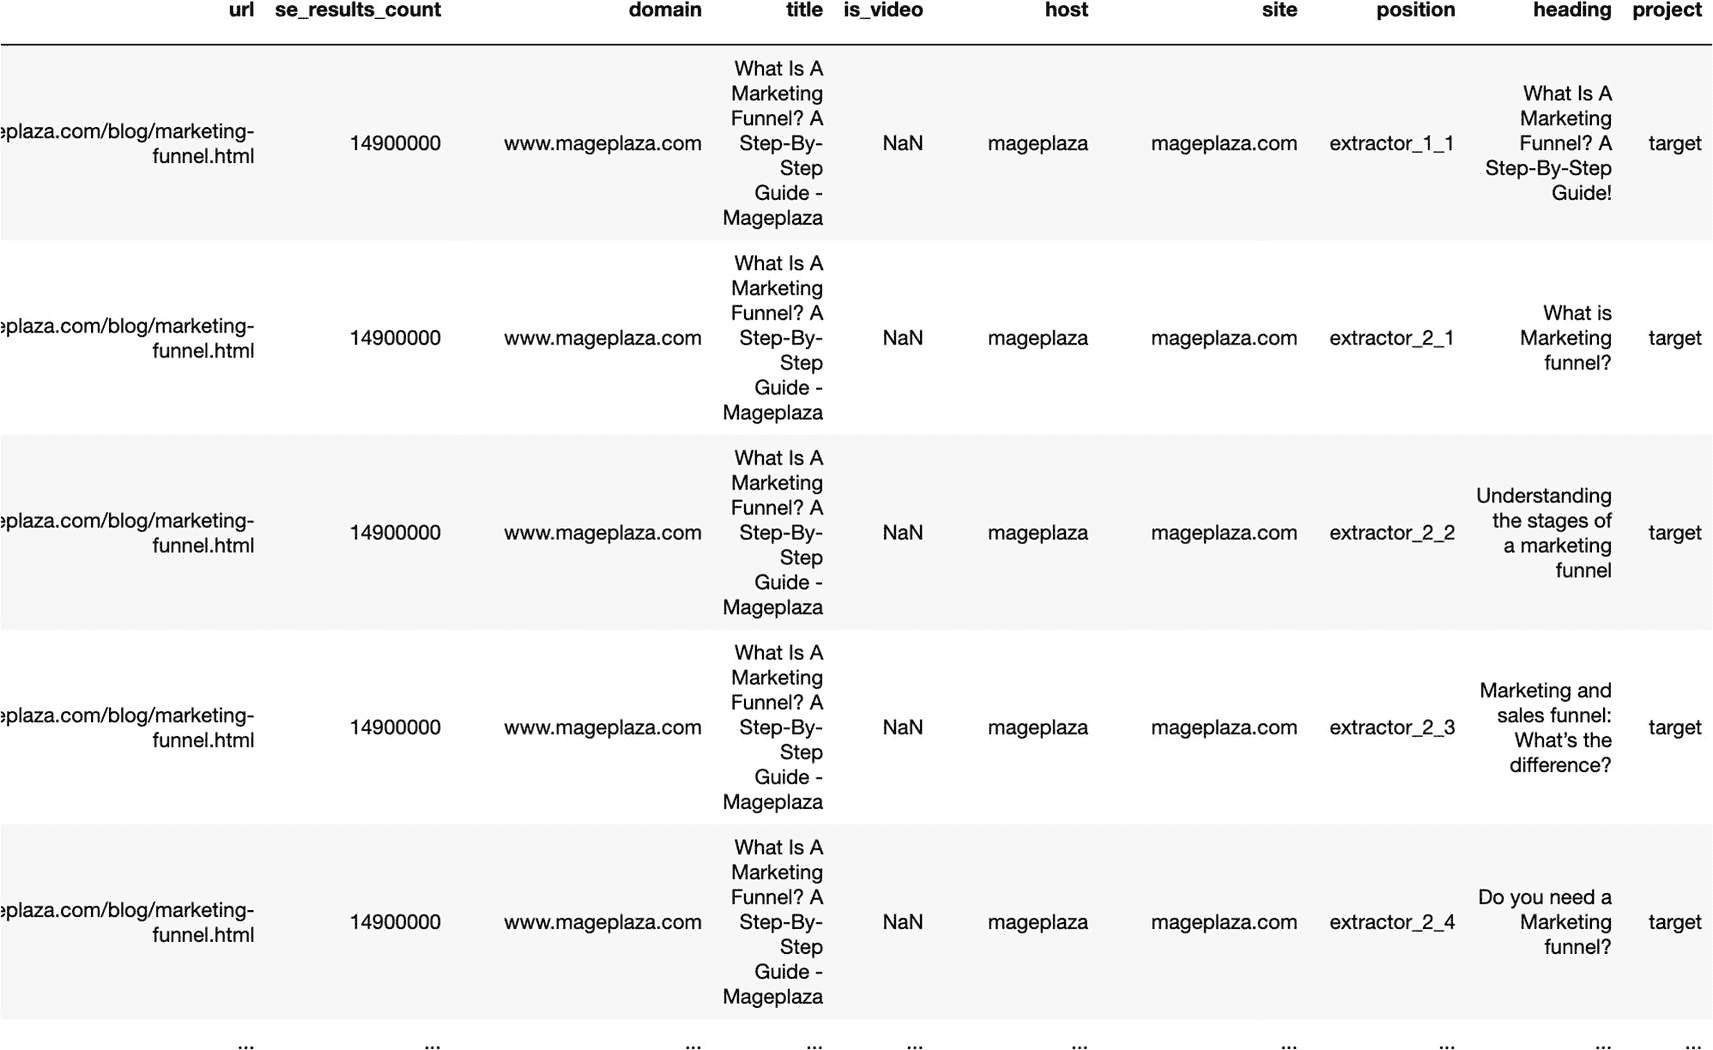 url se_results_count domain title is_video host site position heading project
What Is A
Marketing
Funnel? A
Step-By-
Step
Guide -
Mageplaza
eplaza.com/blog/marketing-
funnel.html
14900000
www.mageplaza.com
NaN
mageplaza
mageplaza.com
extractor_1_1
What Is A
Marketing
Funnel? A
Step-By-Step
Guide!
target
eplaza.com/blog/marketing-
funnel.html
14900000
www.mageplaza.com
What Is A
Marketing
Funnel? A
Step-By-
Step
Guide -
Mageplaza
NaN
mageplaza
mageplaza.com
extractor_2_1
What is
Marketing
funnel?
target
eplaza.com/blog/marketing-
funnel.html
14900000
www.mageplaza.com
What Is A
Marketing
Funnel? A
Step-By-
Step
Guide -
Mageplaza
NaN
mageplaza
mageplaza.com
extractor_2_2
Understanding
the stages of
a marketing
funnel
target
eplaza.com/blog/marketing-
funnel.html
14900000
www.mageplaza.com
What Is A
Marketing
Funnel? A
Step-By-
Step
Guide -
Mageplaza
NaN
mageplaza
mageplaza.com
extractor_2_3
Marketing and
sales funnel:
What's the
difference?
target
eplaza.com/blog/marketing-
funnel.html
14900000
www.mageplaza.com
What Is A
Marketing
Funnel? A
Step-By-
Step
Guide -
Mageplaza
NaN
mageplaza
mageplaza.com
extractor_2_4
Do you need a
Marketing
funnel?
target
... ... ... ... ... ... ... ... ... ...